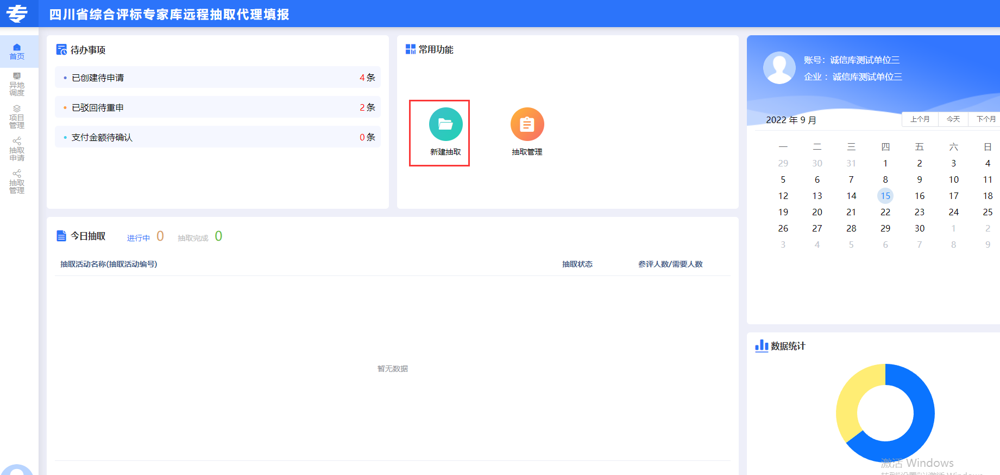 专
四川省综合评标专家库远程抽取代理填报
首页
异地
调度
项目
管理
抽取
申请
抽取
管理
待办事项
已创建待申请 4 条
已驳回待重申 2 条
支付金额待确认 0 条
常用功能
新建抽取 抽取管理
账号：诚信库测试单位三
企业 ：诚信库测试单位三
2022 年 9 月 上个月 今天 下个月
一 二 三 四 五 六 日
29 30 31 1 2 3 4
5 6 7 8 9 10 11
12 13 14 15 16 17 18
19 20 21 22 23 24 25
26 27 28 29 30 1 2
3 4 5 6 7 8 9
今日抽取 进行中 0 抽取完成 0
抽取活动名称(抽取活动编号) 抽取状态 参评人数/需要人数
暂无数据
数据统计
激活 Windows
转到"设置"以激活 Windows